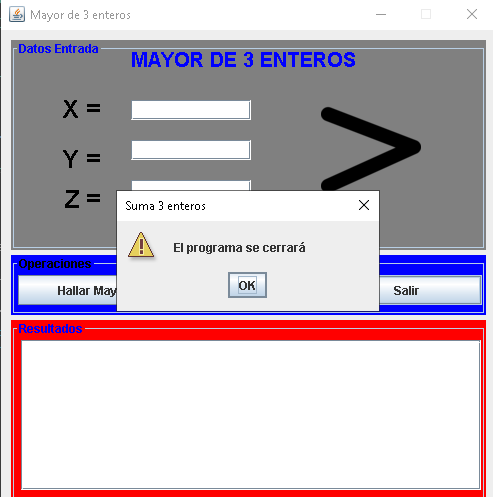 Mayor de 3 enteros
Datos Entrada
MAYOR DE 3 ENTEROS
X =
Y =
Z =
>
Suma 3 enteros
El programa se cerrará
OK
Operaciones
Hallar May
Salir
Resultados